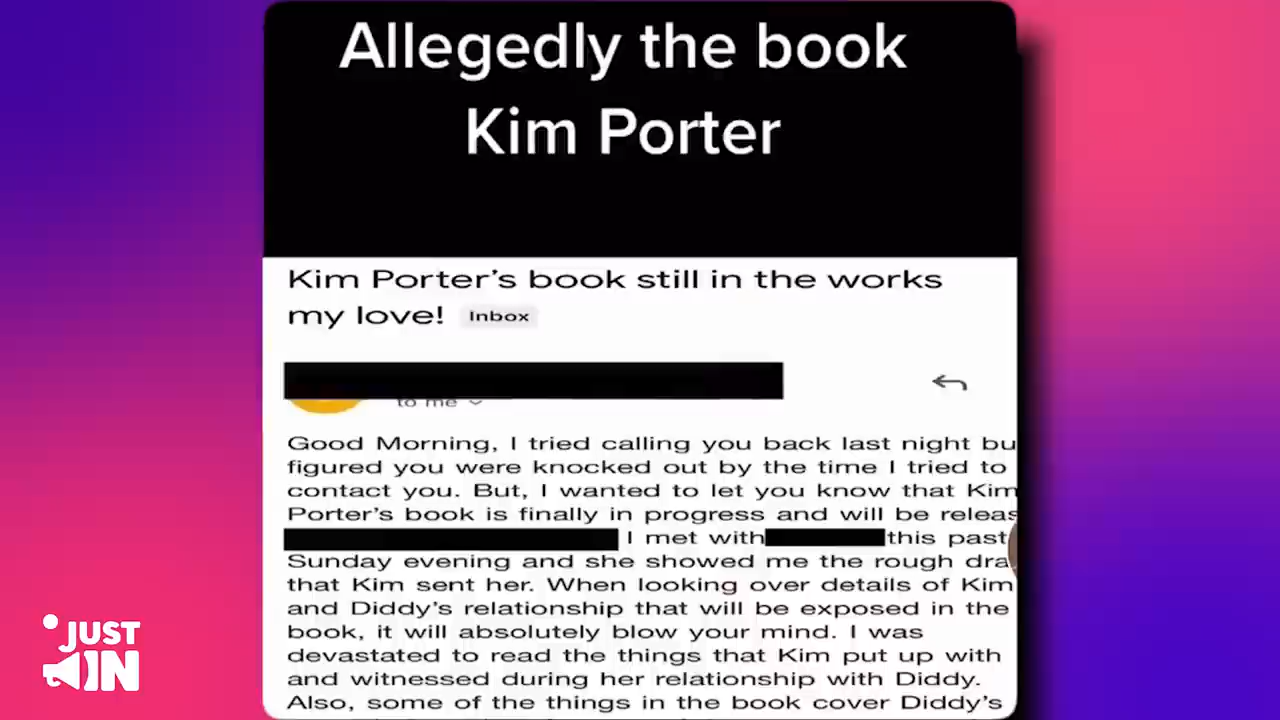 Allegedly the book
Kim Porter
Kim Porter's book still in the works
my love! Inbox
to me
Good Morning, I tried calling you back last night bu
figured you were knocked out by the time I tried to
contact you. But, I wanted to let you know that Kim
Porter's book is finally in progress and will be releas
I met with this past
Sunday evening and she showed me the rough dra
that Kim sent her. When looking over details of Kim
and Diddy's relationship that will be exposed in the
book, it will absolutely blow your mind. I was
devastated to read the things that Kim put up with
and witnessed during her relationship with Diddy.
Also, some of the things in the book cover Diddy's
JUST
IN